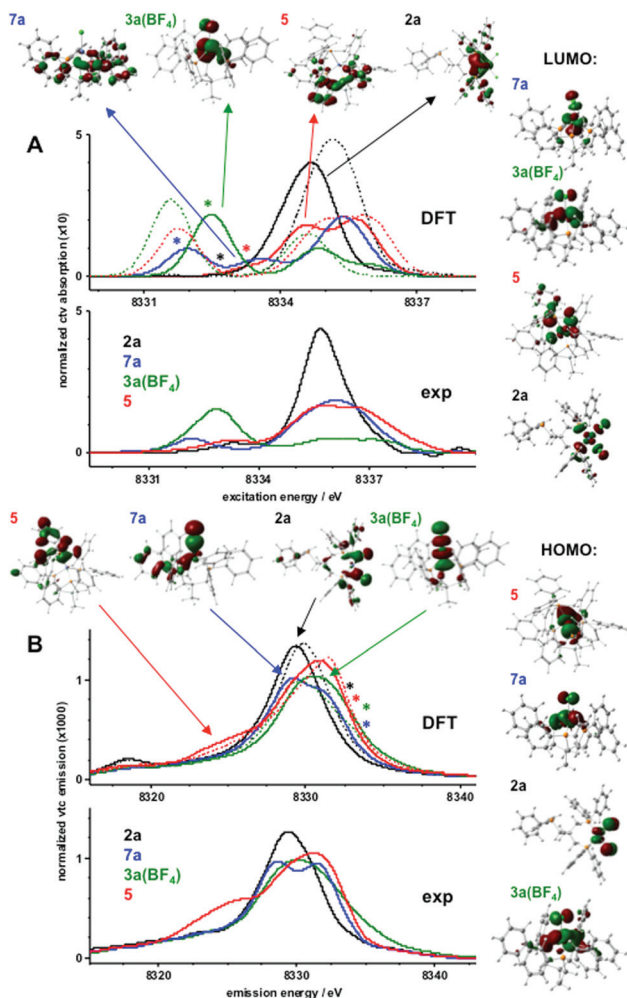 7a
3a(BF4)
5
2a
LUMO:
7a
3a(BF4)
5
2a
A
normalized ctv absorption (x10)
5
0
* * * *
DFT
8331 8334 8337
5
0
2a
7a
3a(BF4)
5
exp
8331 8334 8337
excitation energy / eV
5
7a
2a
3a(BF4)
HOMO:
5
7a
2a
3a(BF4)
B
normalized vtc emission (x1000)
1
0
*
*
*
*
DFT
8320 8330 8340
1
0
2a
7a
3a(BF4)
5
exp
8320 8330 8340
emission energy / eV